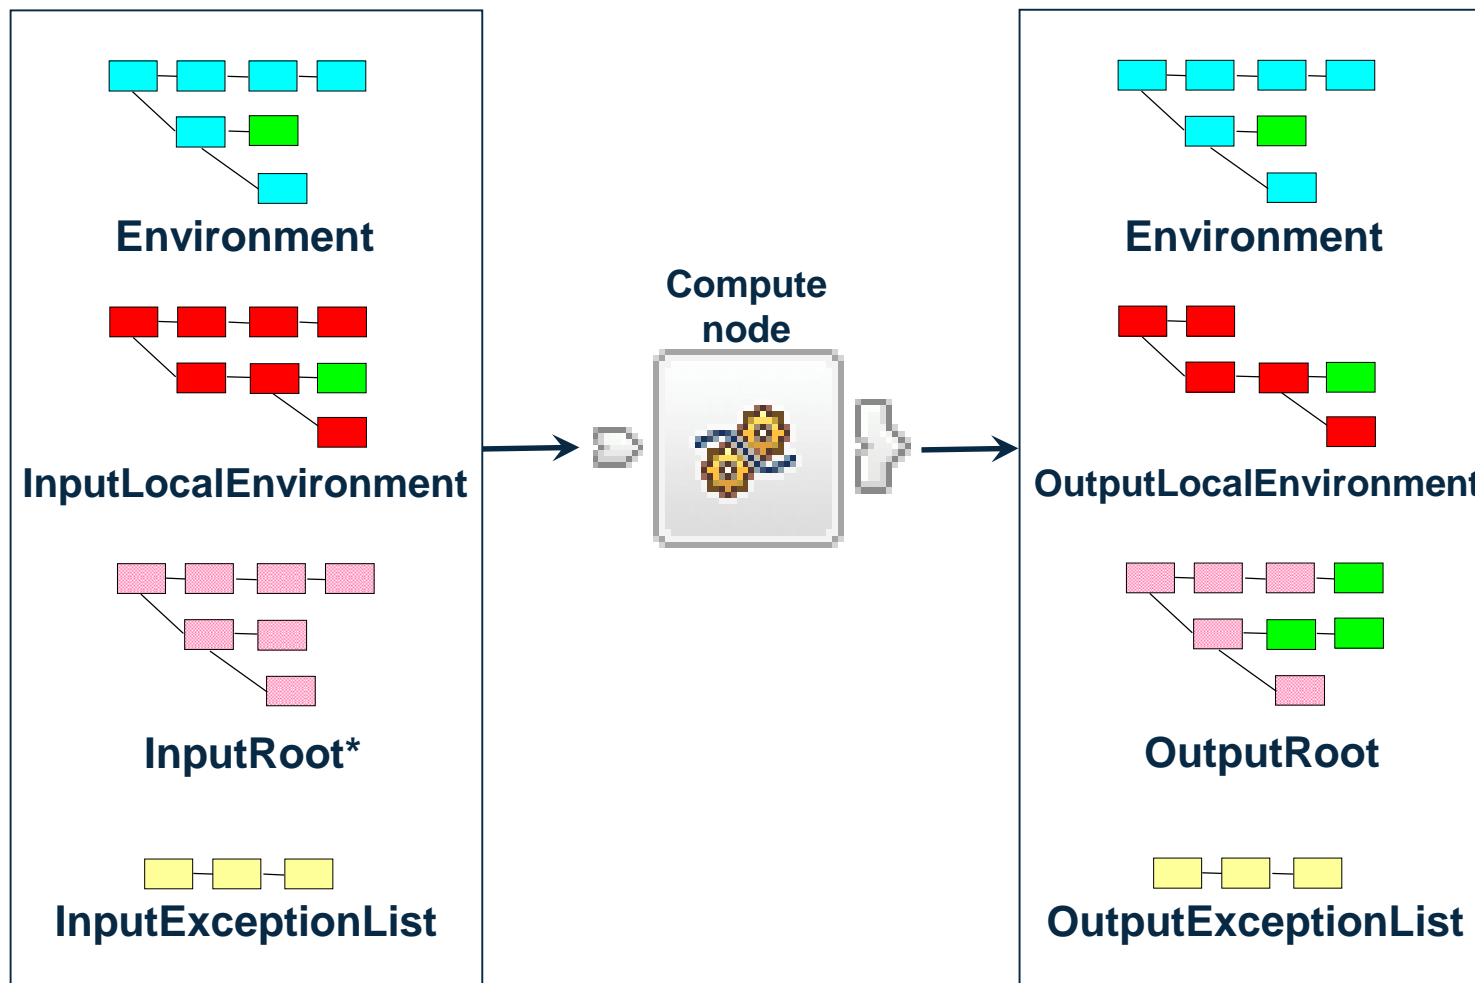 Environment
InputLocalEnvironment
InputRoot*
InputExceptionList
Compute
node
Environment
OutputLocalEnvironment
OutputRoot
OutputExceptionList